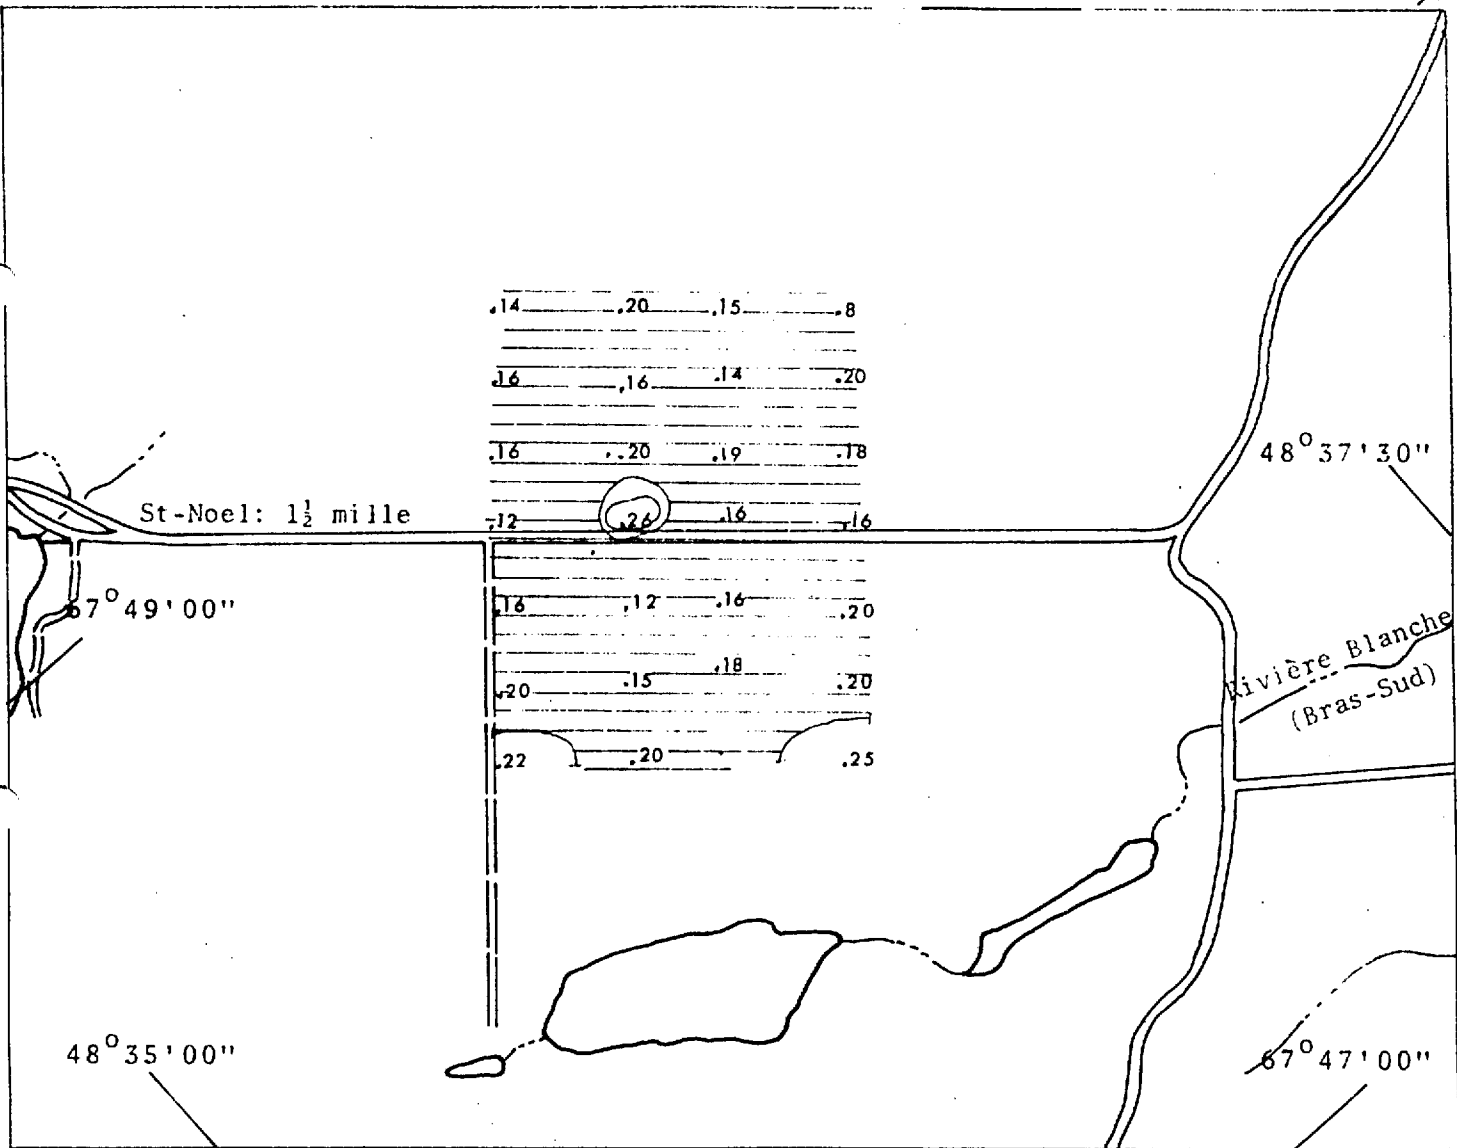 .14 .20 .15 .8
.16 .16 .14 .20
.16 .20 .19 .18
48°37'30"
St-Noel: 1½ mille
.12 .26 .16 .16
67°49'00"
.16 .12 .16 .20
Rivière Blanche
(Bras-Sud)
.20 .15 .18 .20
.22 .20 .25
48°35'00"
67°47'00"